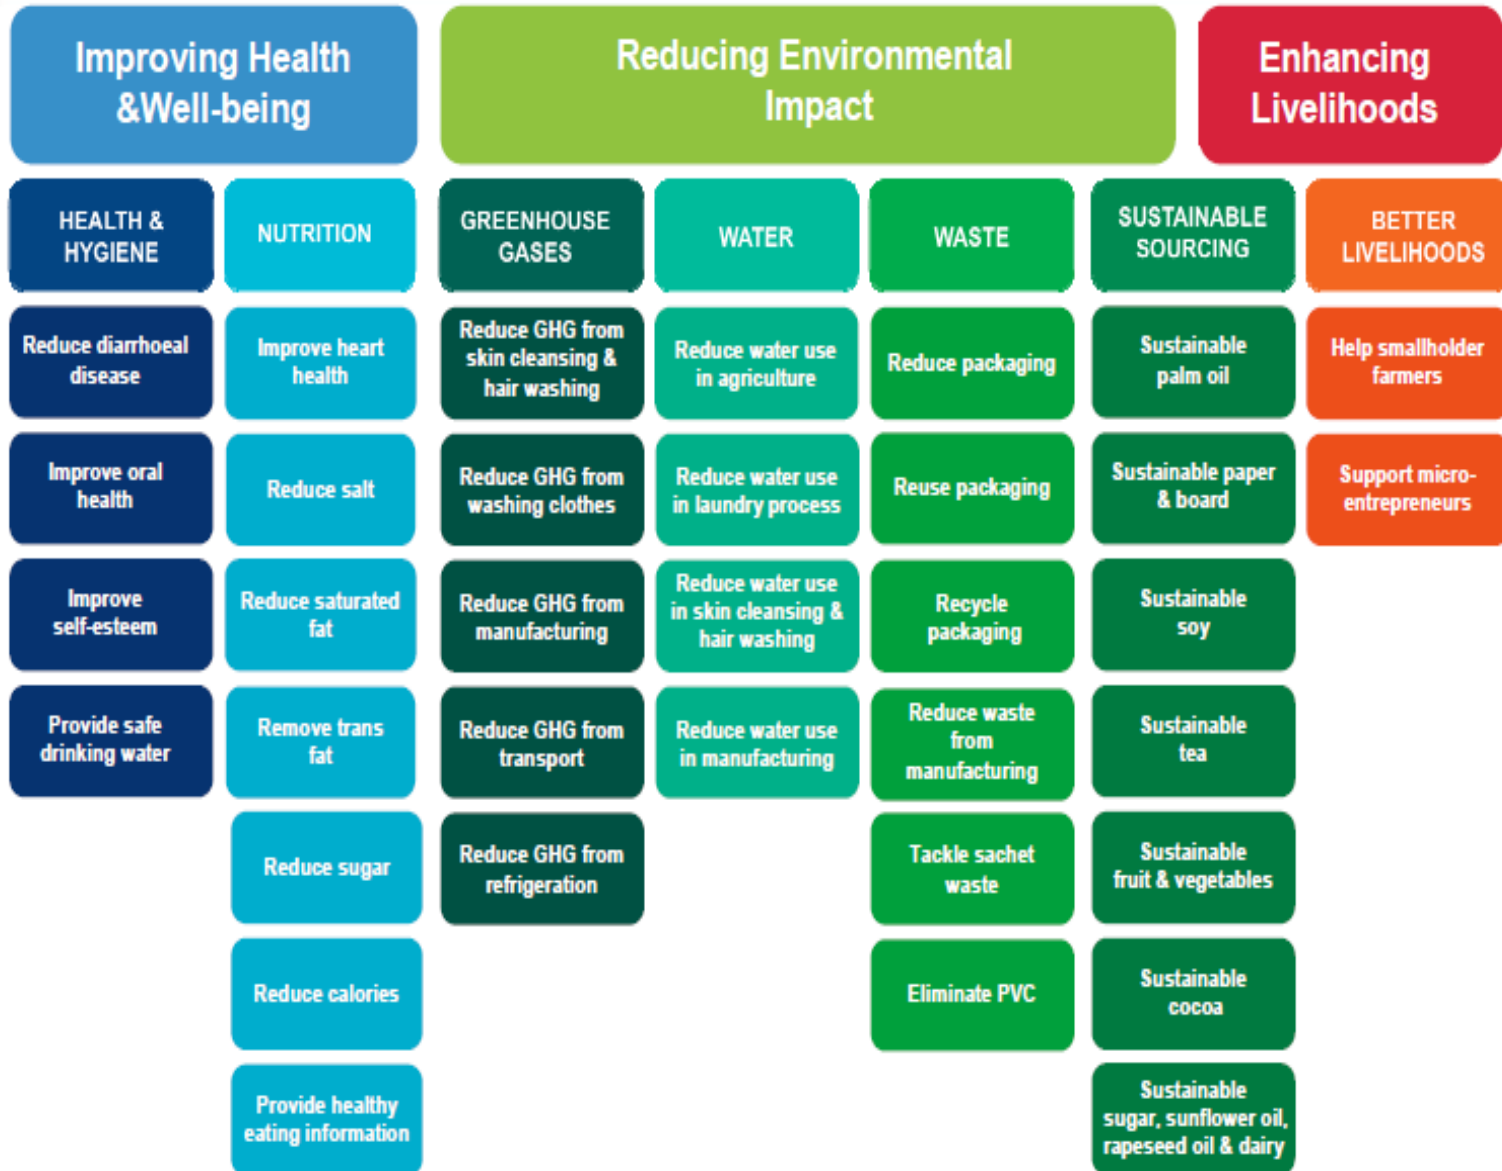 Improving Health
&Well-being
Reducing Environmental
Impact
Enhancing
Livelihoods
HEALTH &
HYGIENE
NUTRITION
GREENHOUSE
GASES
WATER
WASTE
SUSTAINABLE
SOURCING
BETTER
LIVELIHOODS
Reduce diarrhoeal
disease
Improve heart
health
Reduce GHG from
skin cleansing &
hair washing
Reduce water use
in agriculture
Reduce packaging
Sustainable
palm oil
Help smallholder
farmers
Improve oral
health
Reduce salt
Reduce GHG from
washing clothes
Reduce water use
in laundry process
Reuse packaging
Sustainable paper
& board
Support micro-
entrepreneurs
Improve
self-esteem
Reduce saturated
fat
Reduce GHG from
manufacturing
Reduce water use
in skin cleansing &
hair washing
Recycle
packaging
Sustainable
soy
Provide safe
drinking water
Remove trans
fat
Reduce GHG from
transport
Reduce water use
in manufacturing
Reduce waste
from
manufacturing
Sustainable
tea
Reduce sugar
Reduce GHG from
refrigeration
Tackle sachet
waste
Sustainable
fruit & vegetables
Reduce calories
Eliminate PVC
Sustainable
cocoa
Provide healthy
eating information
Sustainable
sugar, sunflower oil,
rapeseed oil & dairy